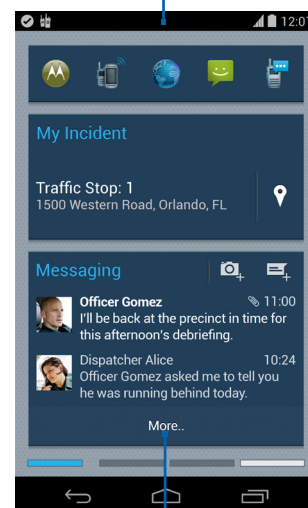 12:07
My Incident
Traffic Stop: 1
1500 Western Road, Orlando, FL
Messaging
Officer Gomez 11:00
I'll be back at the precinct in time for
this afternoon's debriefing.
Dispatcher Alice 10:24
Officer Gomez asked me to tell you
he was running behind today.
More..